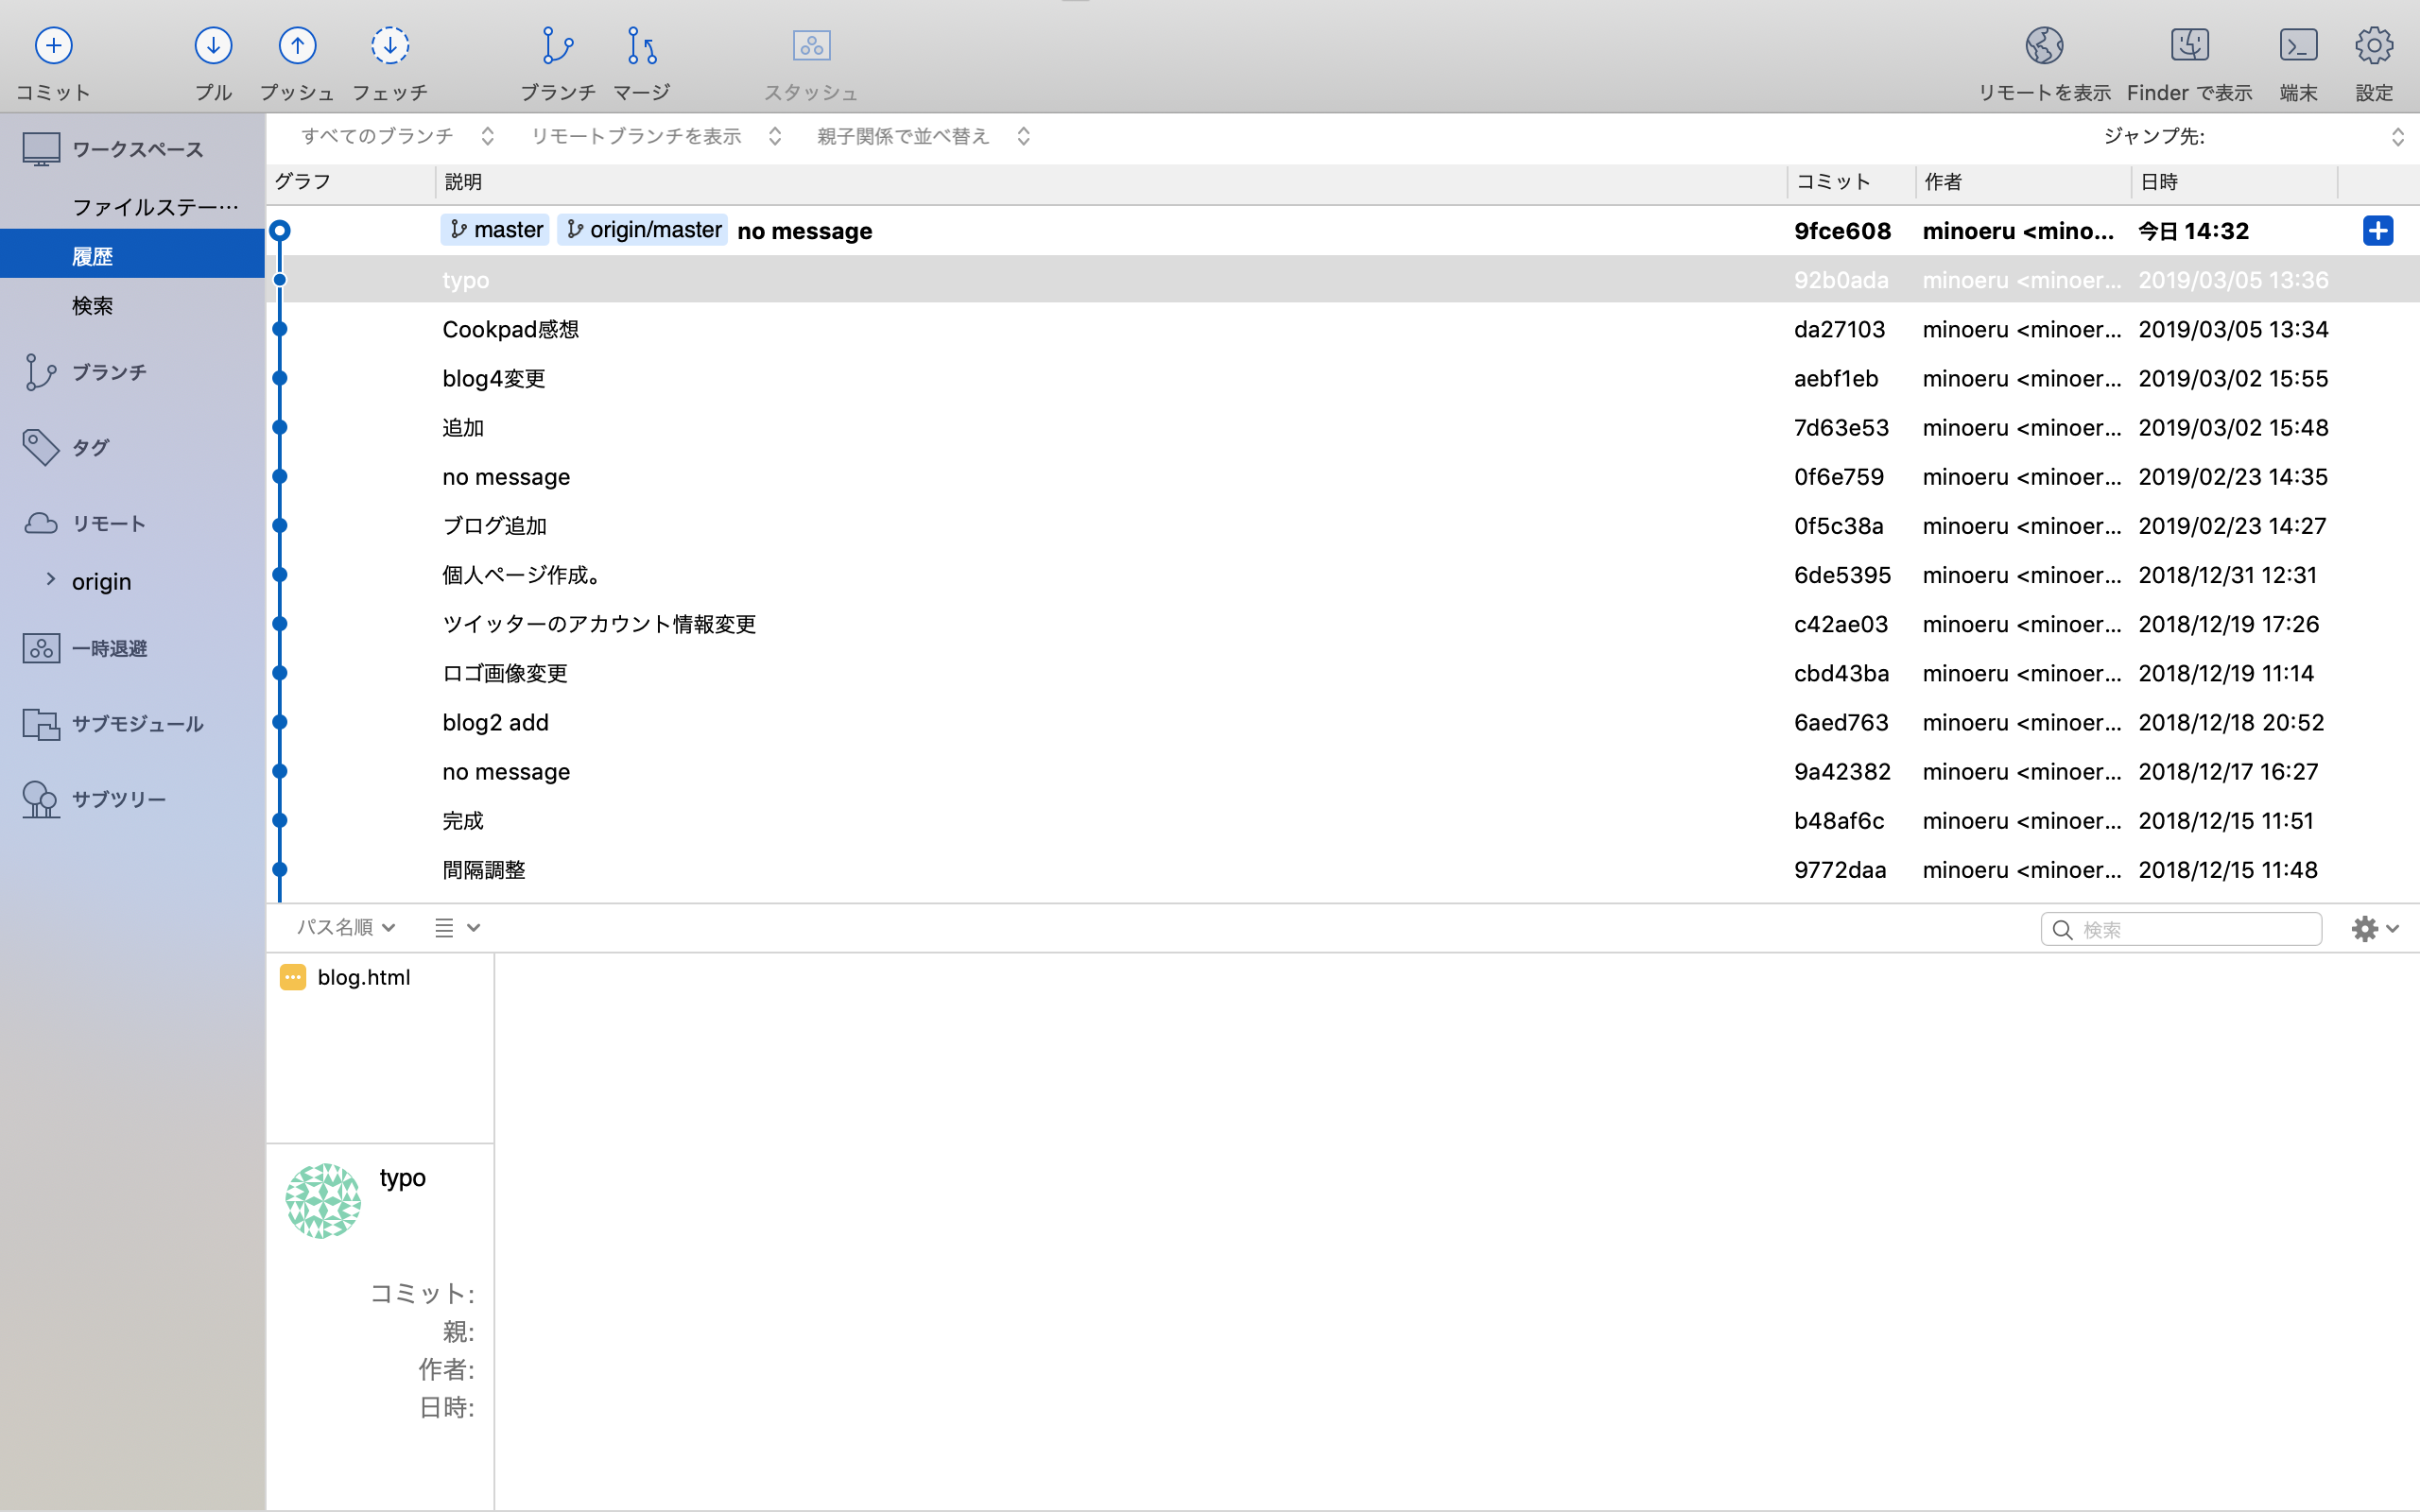 コミット プル プッシュ フェッチ ブランチ マージ スタッシュ リモートを表示 Finder で表示 端末 設定
ワークスペース
ファイルステー…
履歴
検索
ブランチ
タグ
リモート
origin
一時退避
サブモジュール
サブツリー
すべてのブランチ リモートブランチを表示 親子関係で並べ替え ジャンプ先:
グラフ 説明 コミット 作者 日時
master origin/master no message 9fce608 minoeru <mino... 今日 14:32
typo 92b0ada minoeru <minoer... 2019/03/05 13:36
Cookpad感想 da27103 minoeru <minoer... 2019/03/05 13:34
blog4変更 aebf1eb minoeru <minoer... 2019/03/02 15:55
追加 7d63e53 minoeru <minoer... 2019/03/02 15:48
no message 0f6e759 minoeru <minoer... 2019/02/23 14:35
ブログ追加 0f5c38a minoeru <minoer... 2019/02/23 14:27
個人ページ作成。 6de5395 minoeru <minoer... 2018/12/31 12:31
ツイッターのアカウント情報変更 c42ae03 minoeru <minoer... 2018/12/19 17:26
ロゴ画像変更 cbd43ba minoeru <minoer... 2018/12/19 11:14
blog2 add 6aed763 minoeru <minoer... 2018/12/18 20:52
no message 9a42382 minoeru <minoer... 2018/12/17 16:27
完成 b48af6c minoeru <minoer... 2018/12/15 11:51
間隔調整 9772daa minoeru <minoer... 2018/12/15 11:48
パス名順 検索
blog.html
typo
コミット:
親:
作者:
日時: